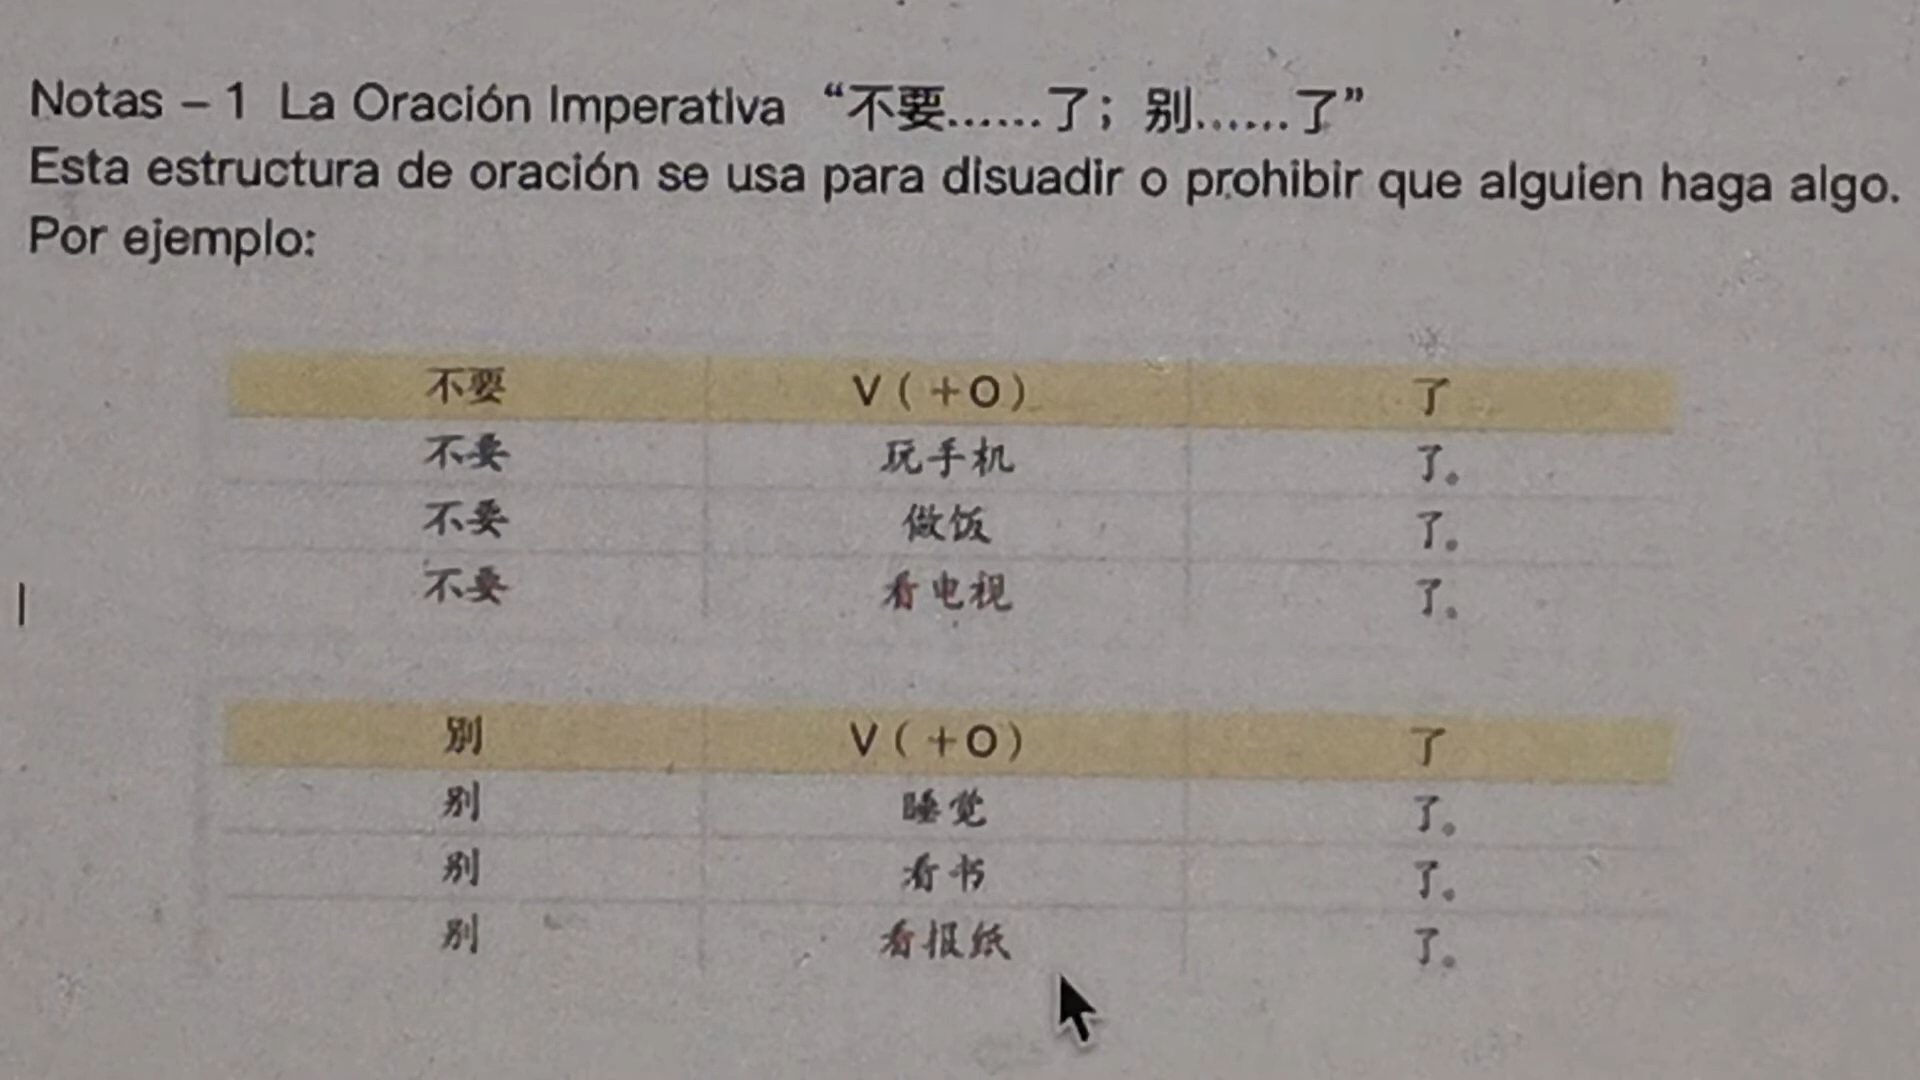 Notas – 1 La Oración Imperativa “不要......了；别......了”
Esta estructura de oración se usa para disuadir o prohibir que alguien haga algo.
Por ejemplo:
不要 V（+O） 了
不要 玩手机 了。
不要 做饭 了。
不要 看电视 了。
别 V（+O） 了
别 睡觉 了。
别 看书 了。
别 看报纸 了。